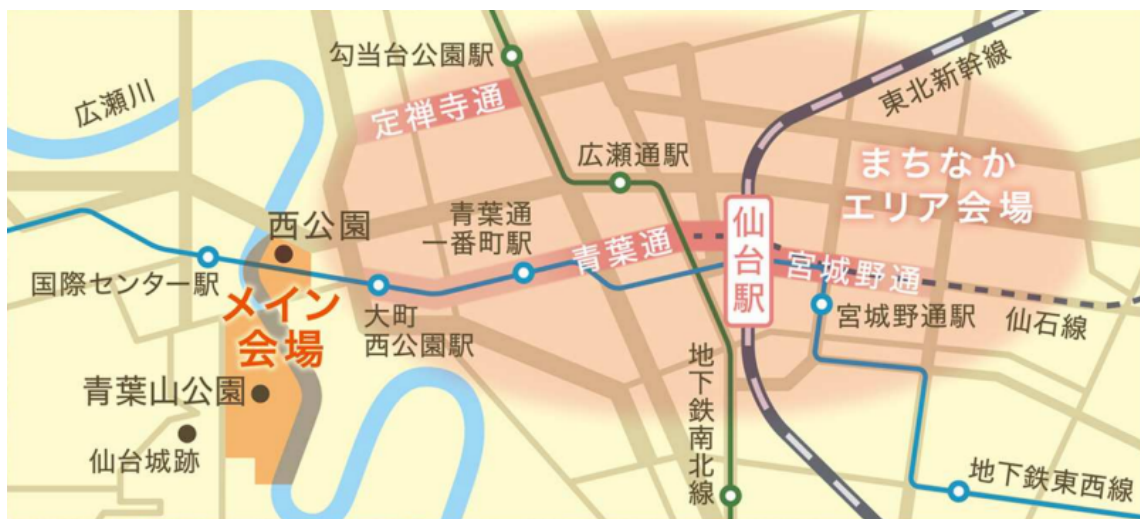 勾当台公園駅
広瀬川
定禅寺通
東北新幹線
広瀬通駅
まちなか
エリア会場
西公園
青葉通
一番町駅
青葉通
仙台駅
宮城野通
国際センター駅
メイン
会場
大町
西公園駅
宮城野通駅
仙石線
青葉山公園
地下鉄南北線
仙台城跡
地下鉄東西線